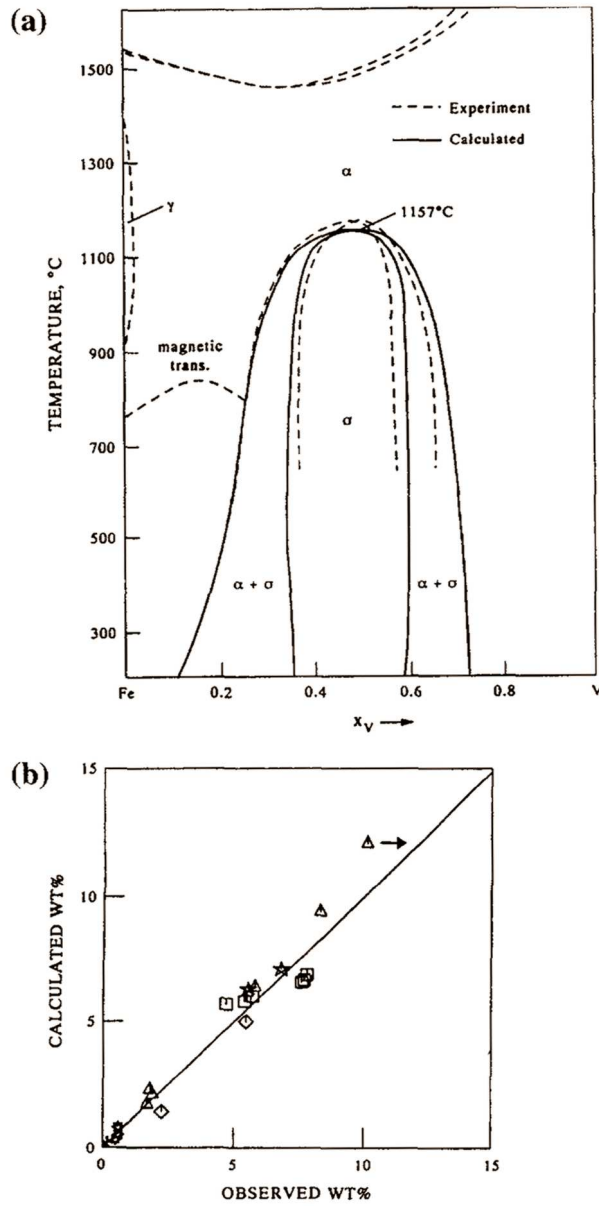 (a)
1500
1300
1100
900
700
500
300
TEMPERATURE, °C
Experiment
Calculated
α
γ
1157°C
magnetic
trans.
σ
α + σ
α + σ
Fe
0.2
0.4
0.6
0.8
V
xV
(b)
15
10
5
0
CALCULATED WT%
0
5
10
15
OBSERVED WT%